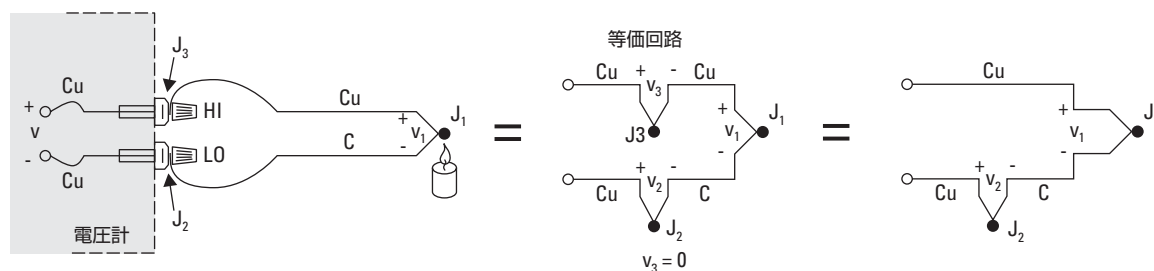 Cu
+
v
-
Cu
電圧計
J3
HI
LO
J2
Cu
+
v1
-
C
J1
=
等価回路
Cu
+
v3
-
Cu
J3
+
v1
-
J1
Cu
+
v2
-
C
J2
v3 = 0
=
Cu
+
v1
-
J
Cu
+
v2
-
C
-
J2